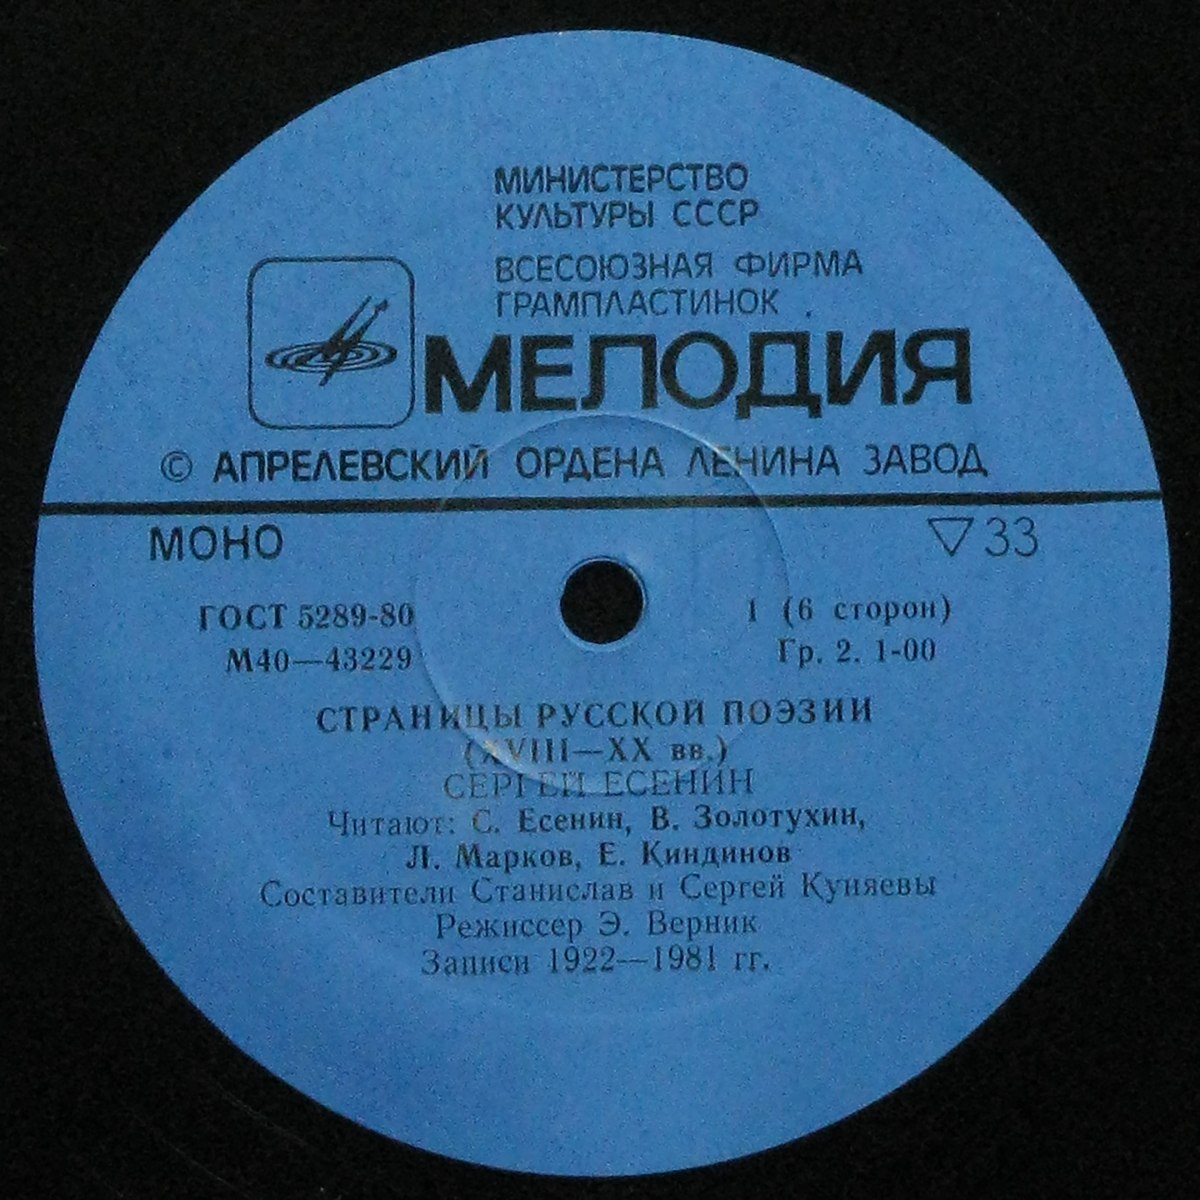 МИНИСТЕРСТВО
КУЛЬТУРЫ СССР
ВСЕСОЮЗНАЯ ФИРМА
ГРАМПЛАСТИНОК
МЕЛОДИЯ
© АПРЕЛЕВСКИЙ ОРДЕНА ЛЕНИНА ЗАВОД
МОНО ▽33
ГОСТ 5289-80 1 (6 сторон)
М40—43229 Гр. 2. 1-00
СТРАНИЦЫ РУССКОЙ ПОЭЗИИ
(XVIII—XX вв.)
СЕРГЕЙ ЕСЕНИН
Читают: С. Есенин, В. Золотухин,
Л. Марков, Е. Киндинов
Составители Станислав и Сергей Куняевы
Режиссер Э. Верник
Записи 1922—1981 гг.